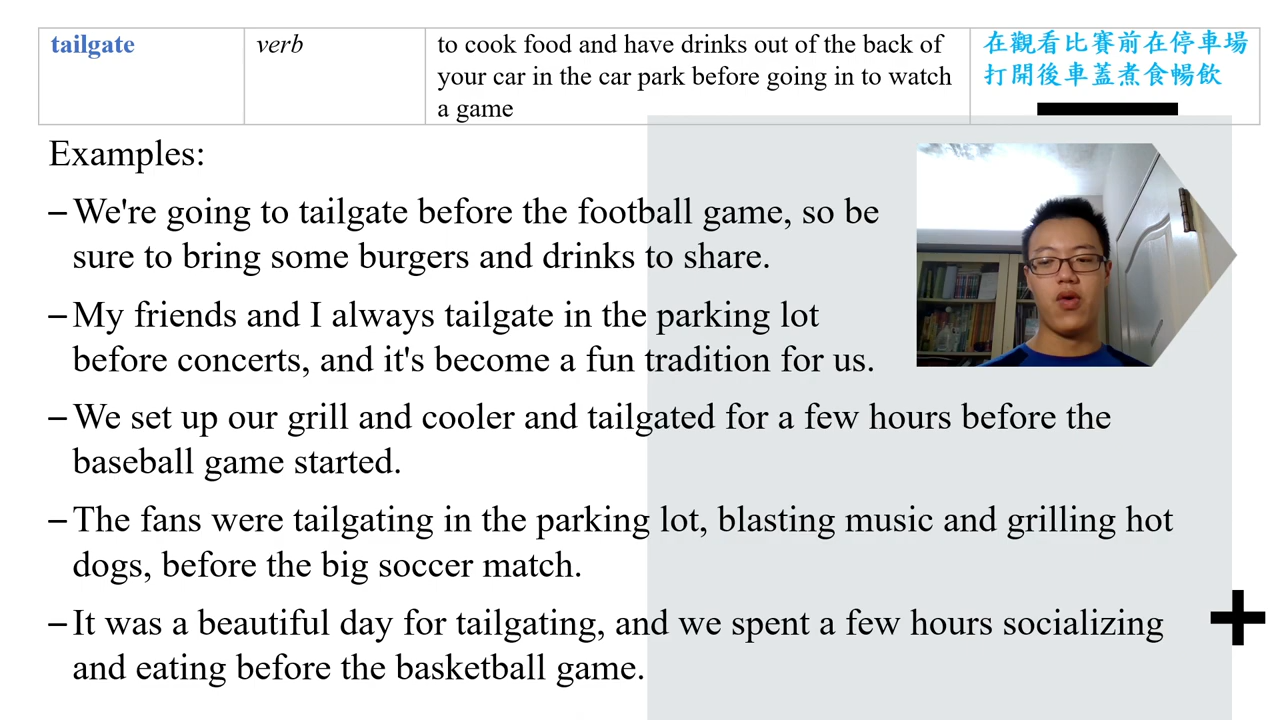 tailgate
verb
to cook food and have drinks out of the back of
your car in the car park before going in to watch
a game
在觀看比賽前在停車場
打開後車蓋煮食暢飲
Examples:
– We're going to tailgate before the football game, so be
sure to bring some burgers and drinks to share.
– My friends and I always tailgate in the parking lot
before concerts, and it's become a fun tradition for us.
– We set up our grill and cooler and tailgated for a few hours before the
baseball game started.
– The fans were tailgating in the parking lot, blasting music and grilling hot
dogs, before the big soccer match.
– It was a beautiful day for tailgating, and we spent a few hours socializing
and eating before the basketball game.